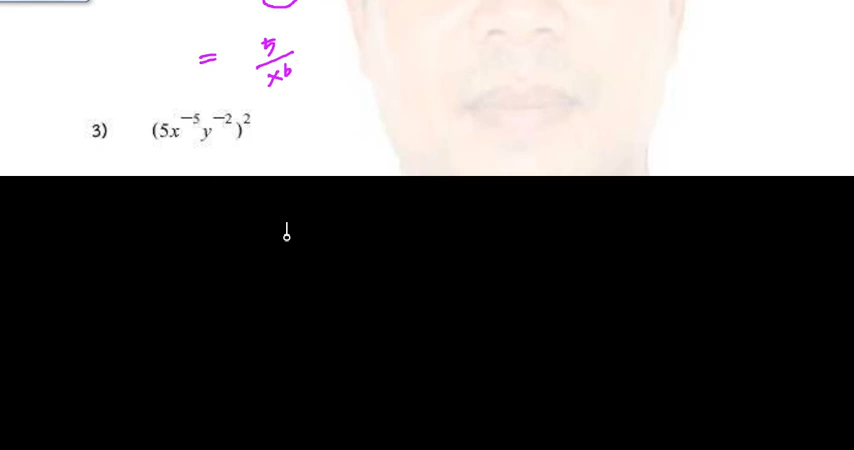 = 5/x⁶
3) (5x⁻⁵y⁻²)²